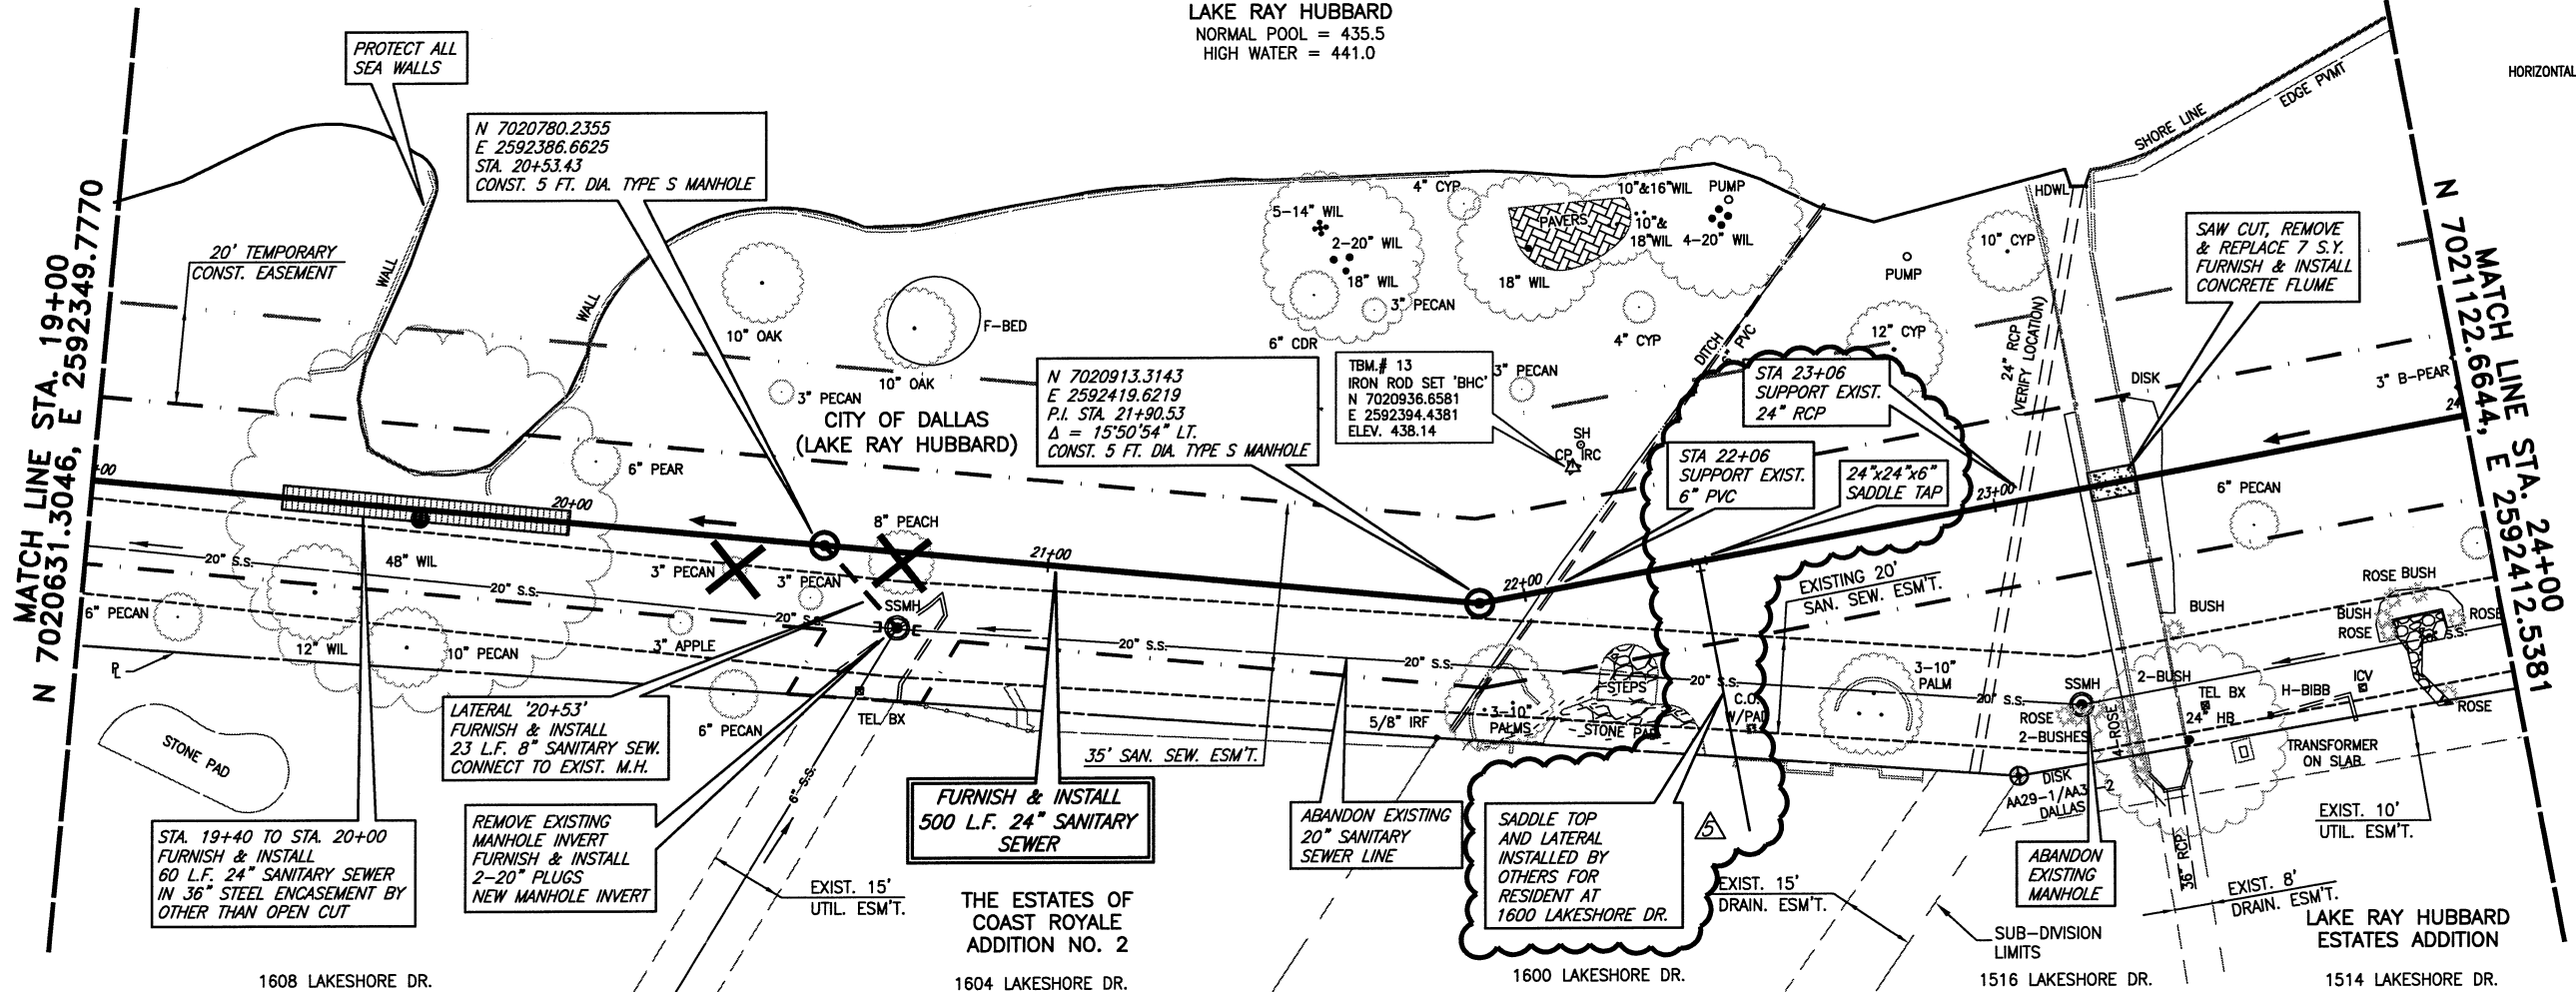 LAKE RAY HUBBARD
NORMAL POOL = 435.5
HIGH WATER = 441.0
HORIZONTAL
PROTECT ALL
SEA WALLS
N 7020780.2355
E 2592386.6625
STA. 20+53.43
CONST. 5 FT. DIA. TYPE S MANHOLE
SHORE LINE
EDGE PVMT
MATCH LINE STA. 19+00
N 7020631.3046, E 2592349.7770
20' TEMPORARY
CONST. EASEMENT
WALL
WALL
10" OAK
F-BED
10" OAK
3" PECAN
CITY OF DALLAS
(LAKE RAY HUBBARD)
5-14" WIL
2-20" WIL
18" WIL
3" PECAN
6" CDR
4" CYP
PAVERS
18" WIL
10"&16"WIL
10"&
18"WIL
PUMP
4-20" WIL
4" CYP
3" PECAN
DITCH
6" PVC
PUMP
HDWL
10" CYP
12" CYP
24" RCP
(VERIFY LOCATION)
DISK
SAW CUT, REMOVE
& REPLACE 7 S.Y.
FURNISH & INSTALL
CONCRETE FLUME
3" B-PEAR
24
MATCH LINE STA. 24+00
N 7021122.6644, E 2592412.5381
N 7020913.3143
E 2592419.6219
P.I. STA. 21+90.53
Δ = 15°50'54" LT.
CONST. 5 FT. DIA. TYPE S MANHOLE
TBM.# 13
IRON ROD SET 'BHC'
N 7020936.6581
E 2592394.4381
ELEV. 438.14
SH
CP IRC
STA 23+06
SUPPORT EXIST.
24" RCP
STA 22+06
SUPPORT EXIST.
6" PVC
24"x24"x6"
SADDLE TAP
+00
20+00
21+00
22+00
23+00
6" PEAR
8" PEACH
3" PECAN
3" PECAN
48" WIL
20" S.S.
20" S.S.
20" S.S.
20" S.S.
20" S.S.
20" S.S.
20" S.S.
SSMH
6" PECAN
12" WIL
10" PECAN
3" APPLE
6" PECAN
TEL BX
STONE PAD
LATERAL '20+53'
FURNISH & INSTALL
23 L.F. 8" SANITARY SEW.
CONNECT TO EXIST. M.H.
STA. 19+40 TO STA. 20+00
FURNISH & INSTALL
60 L.F. 24" SANITARY SEWER
IN 36" STEEL ENCASEMENT BY
OTHER THAN OPEN CUT
REMOVE EXISTING
MANHOLE INVERT
FURNISH & INSTALL
2-20" PLUGS
NEW MANHOLE INVERT
6" S.S.
EXIST. 15'
UTIL. ESM'T.
FURNISH & INSTALL
500 L.F. 24" SANITARY
SEWER
35' SAN. SEW. ESM'T.
THE ESTATES OF
COAST ROYALE
ADDITION NO. 2
ABANDON EXISTING
20" SANITARY
SEWER LINE
5/8" IRF
3-10"
PALMS
STEPS
STONE PAD
C.O.
W/PAD
EXISTING 20'
SAN. SEW. ESM'T.
3-10"
PALM
20" S.S.
SSMH
ROSE
2-BUSHES
4-ROSE
2-BUSH
BUSH
6" PECAN
ROSE BUSH
BUSH
ROSE
ROSE
S.S.
TEL BX
24" HB
H-BIBB
ICV
ROSE
TRANSFORMER
ON SLAB
DISK
AA29-1/AA3-2
DALLAS
SADDLE TOP
AND LATERAL
INSTALLED BY
OTHERS FOR
RESIDENT AT
1600 LAKESHORE DR.
5
EXIST. 15'
DRAIN. ESM'T.
SUB-DIVISION
LIMITS
ABANDON
EXISTING
MANHOLE
36" RCP
EXIST. 8'
DRAIN. ESM'T.
EXIST. 10'
UTIL. ESM'T.
LAKE RAY HUBBARD
ESTATES ADDITION
1608 LAKESHORE DR.
1604 LAKESHORE DR.
1600 LAKESHORE DR.
1516 LAKESHORE DR.
1514 LAKESHORE DR.